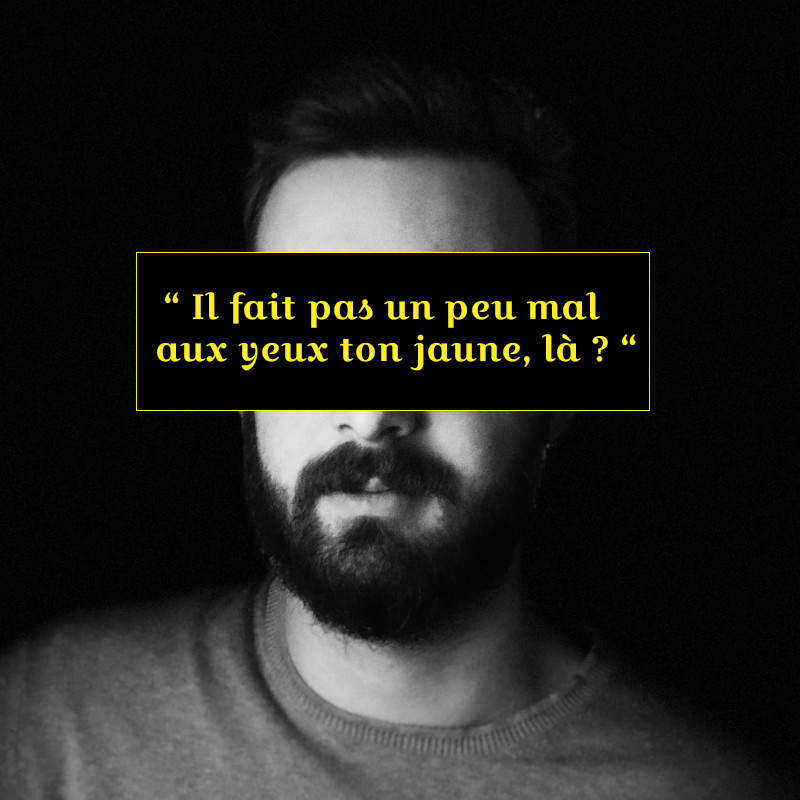 “ Il fait pas un peu mal
aux yeux ton jaune, là ? “